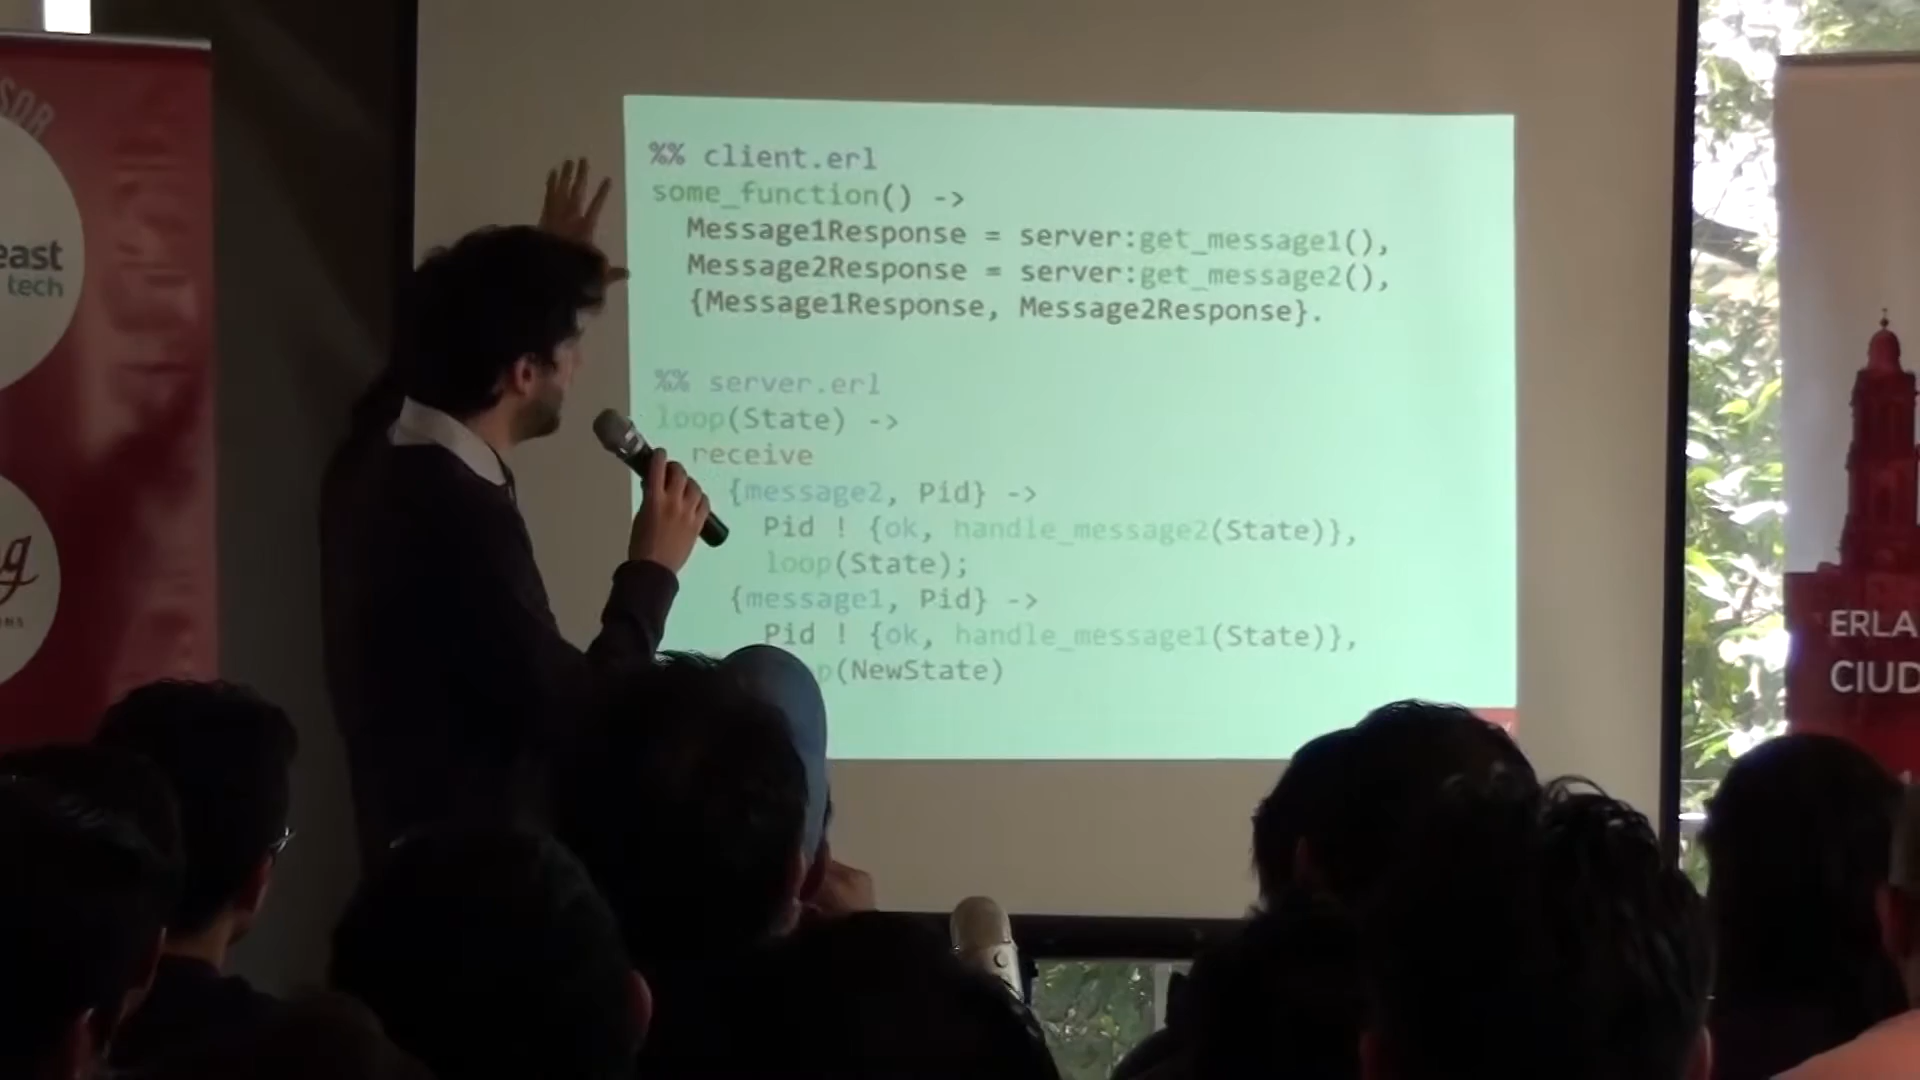 %% client.erl
some_function() ->
Message1Response = server:get_message1(),
Message2Response = server:get_message2(),
{Message1Response, Message2Response}.
%% server.erl
loop(State) ->
receive
{message2, Pid} ->
Pid ! {ok, handle_message2(State)},
loop(State);
{message1, Pid} ->
Pid ! {ok, handle_message1(State)},
p(NewState)
SOR
east
tech
g
ERLA
CIUD